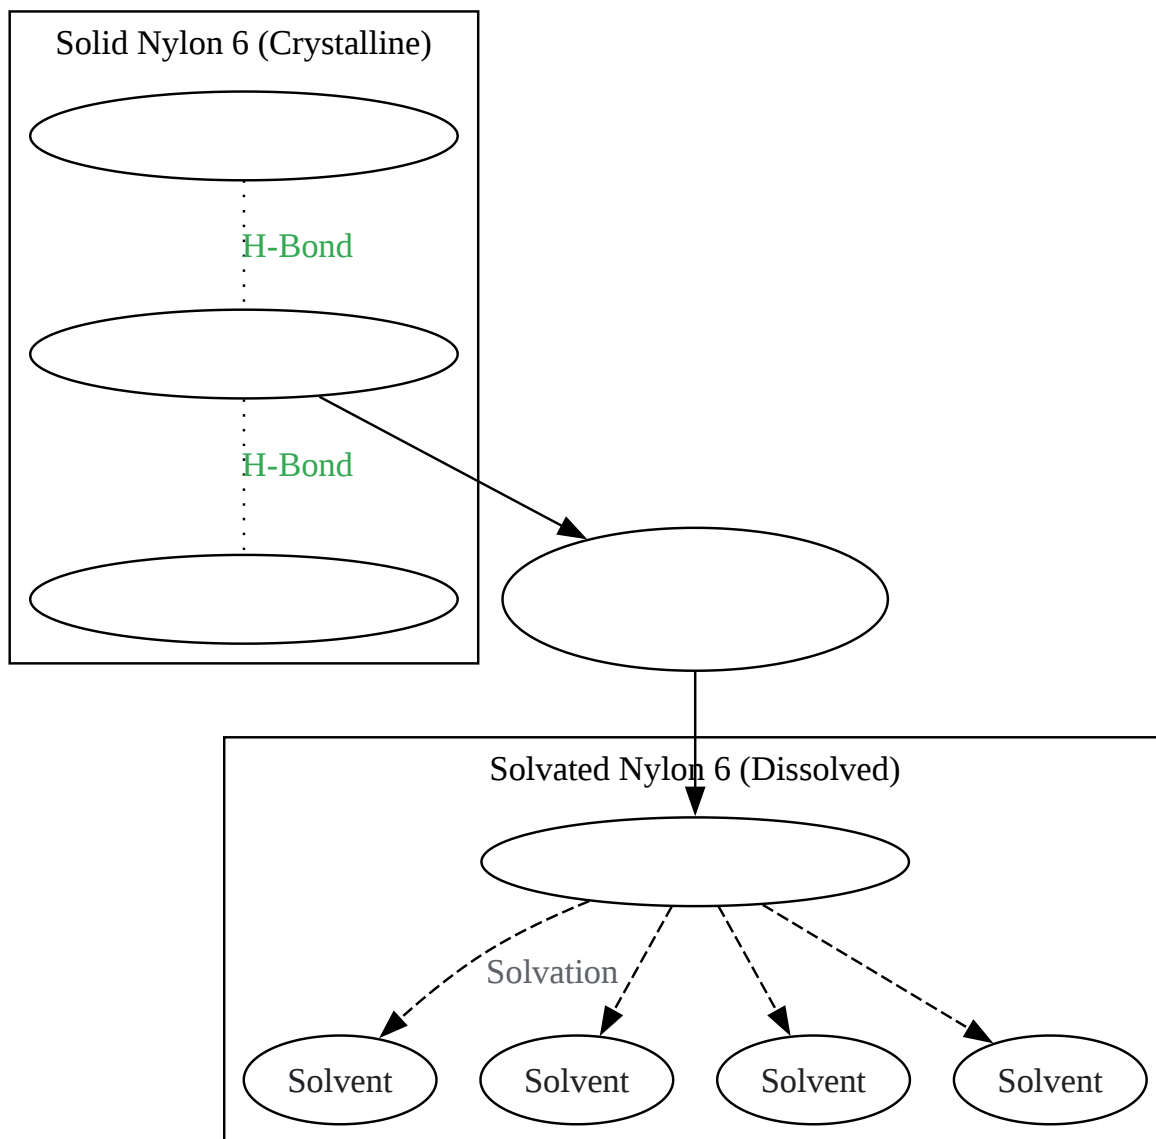 Solid Nylon 6 (Crystalline)
H-Bond
H-Bond
Solvated Nylon 6 (Dissolved)
Solvation
Solvent
Solvent
Solvent
Solvent